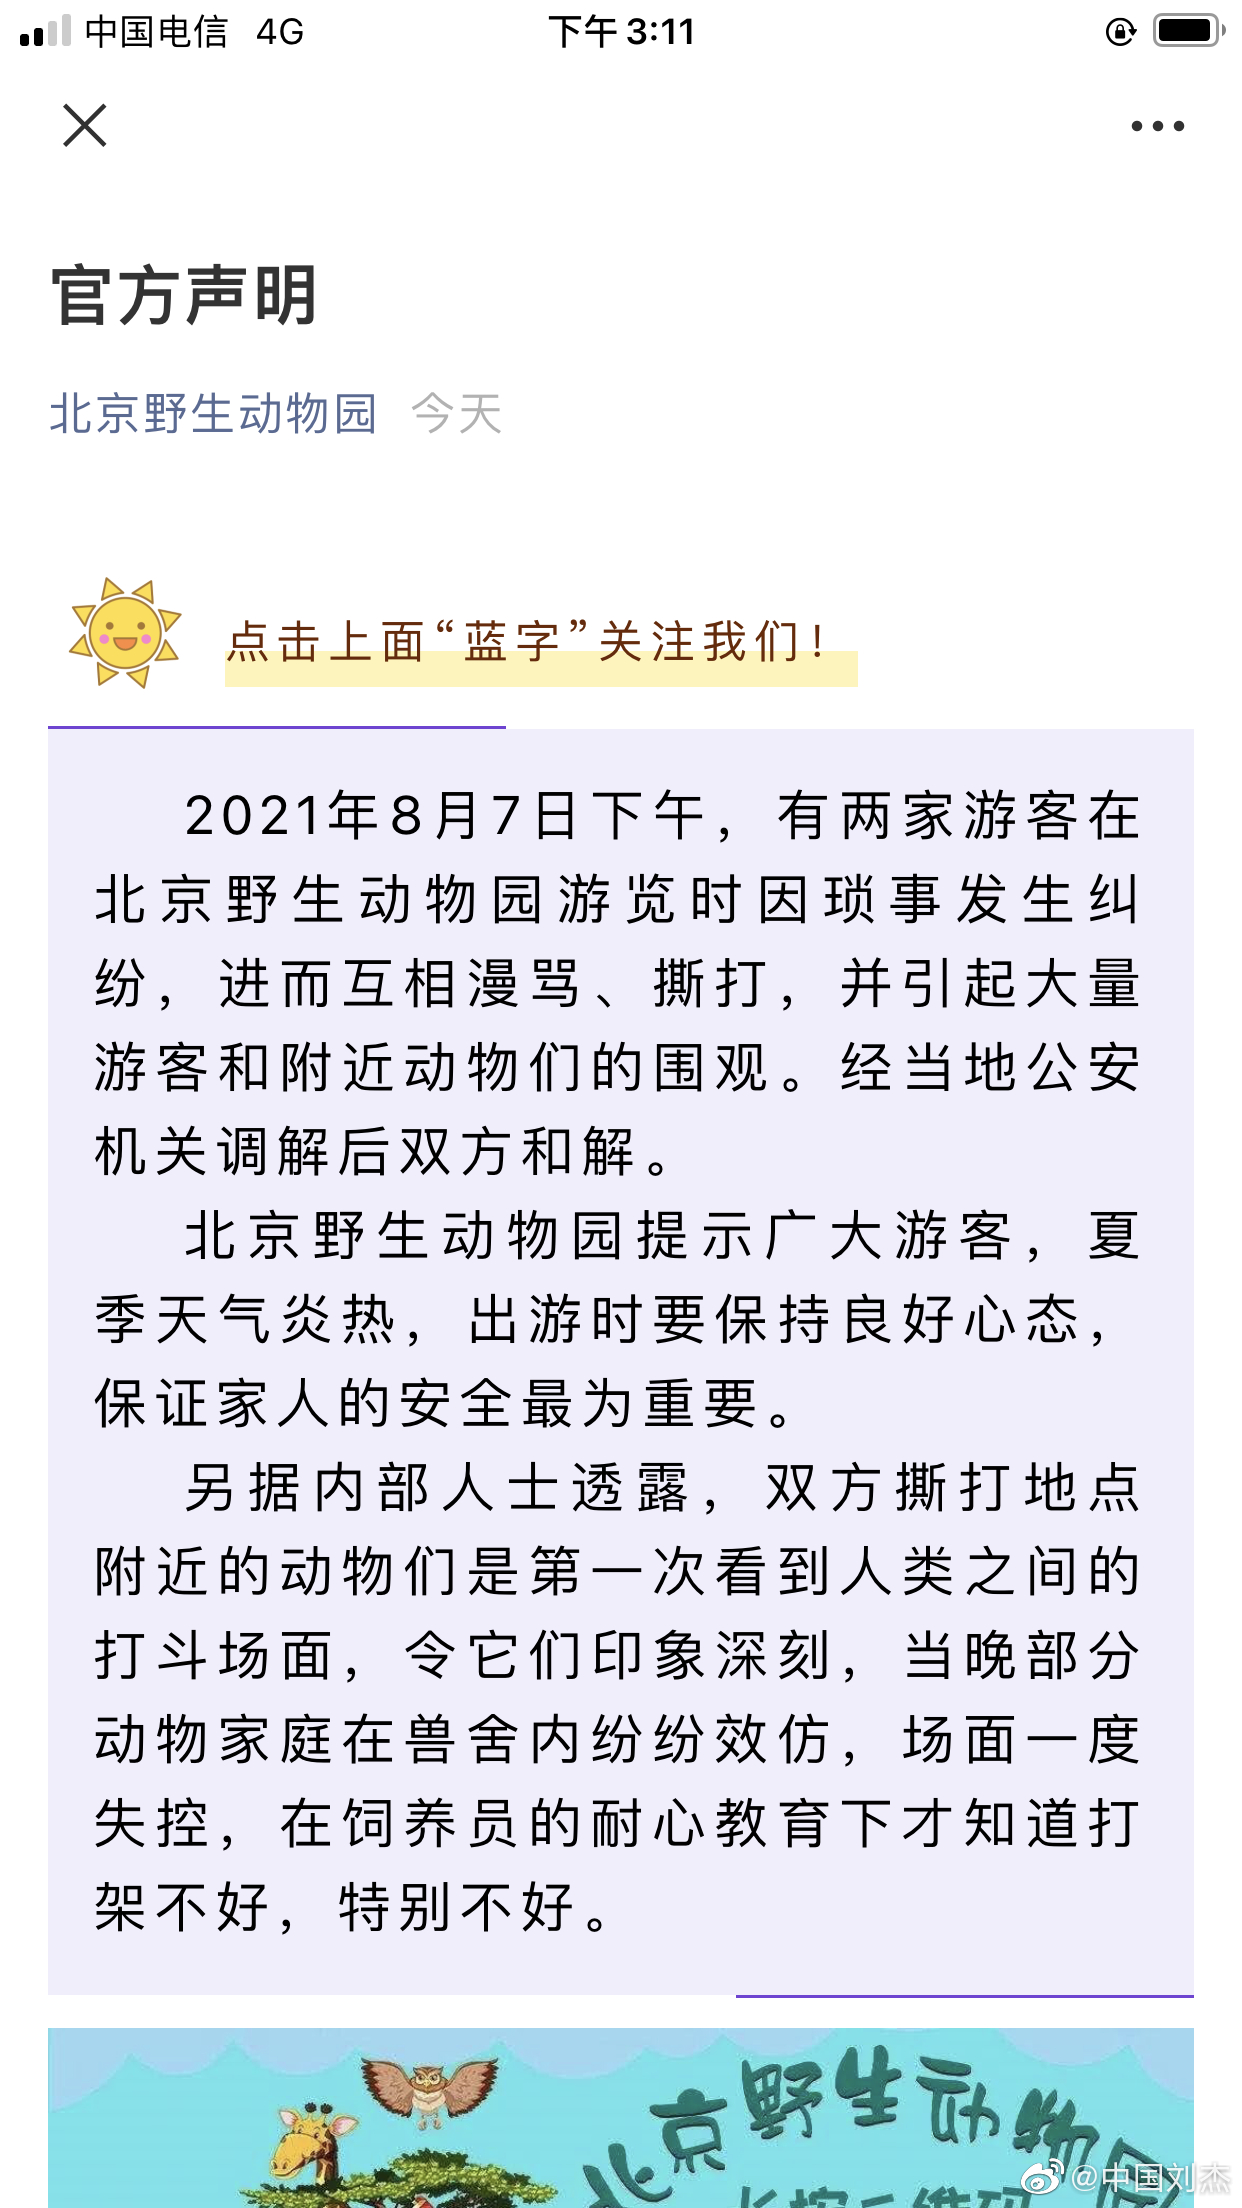 中国电信 4G 下午3:11
官方声明
北京野生动物园 今天
点击上面“蓝字”关注我们！
2021年8月7日下午，有两家游客在
北京野生动物园游览时因琐事发生纠
纷，进而互相漫骂、撕打，并引起大量
游客和附近动物们的围观。经当地公安
机关调解后双方和解。
北京野生动物园提示广大游客，夏
季天气炎热，出游时要保持良好心态，
保证家人的安全最为重要。
另据内部人士透露，双方撕打地点
附近的动物们是第一次看到人类之间的
打斗场面，令它们印象深刻，当晚部分
动物家庭在兽舍内纷纷效仿，场面一度
失控，在饲养员的耐心教育下才知道打
架不好，特别不好。
北京野生动物园
@中国刘杰